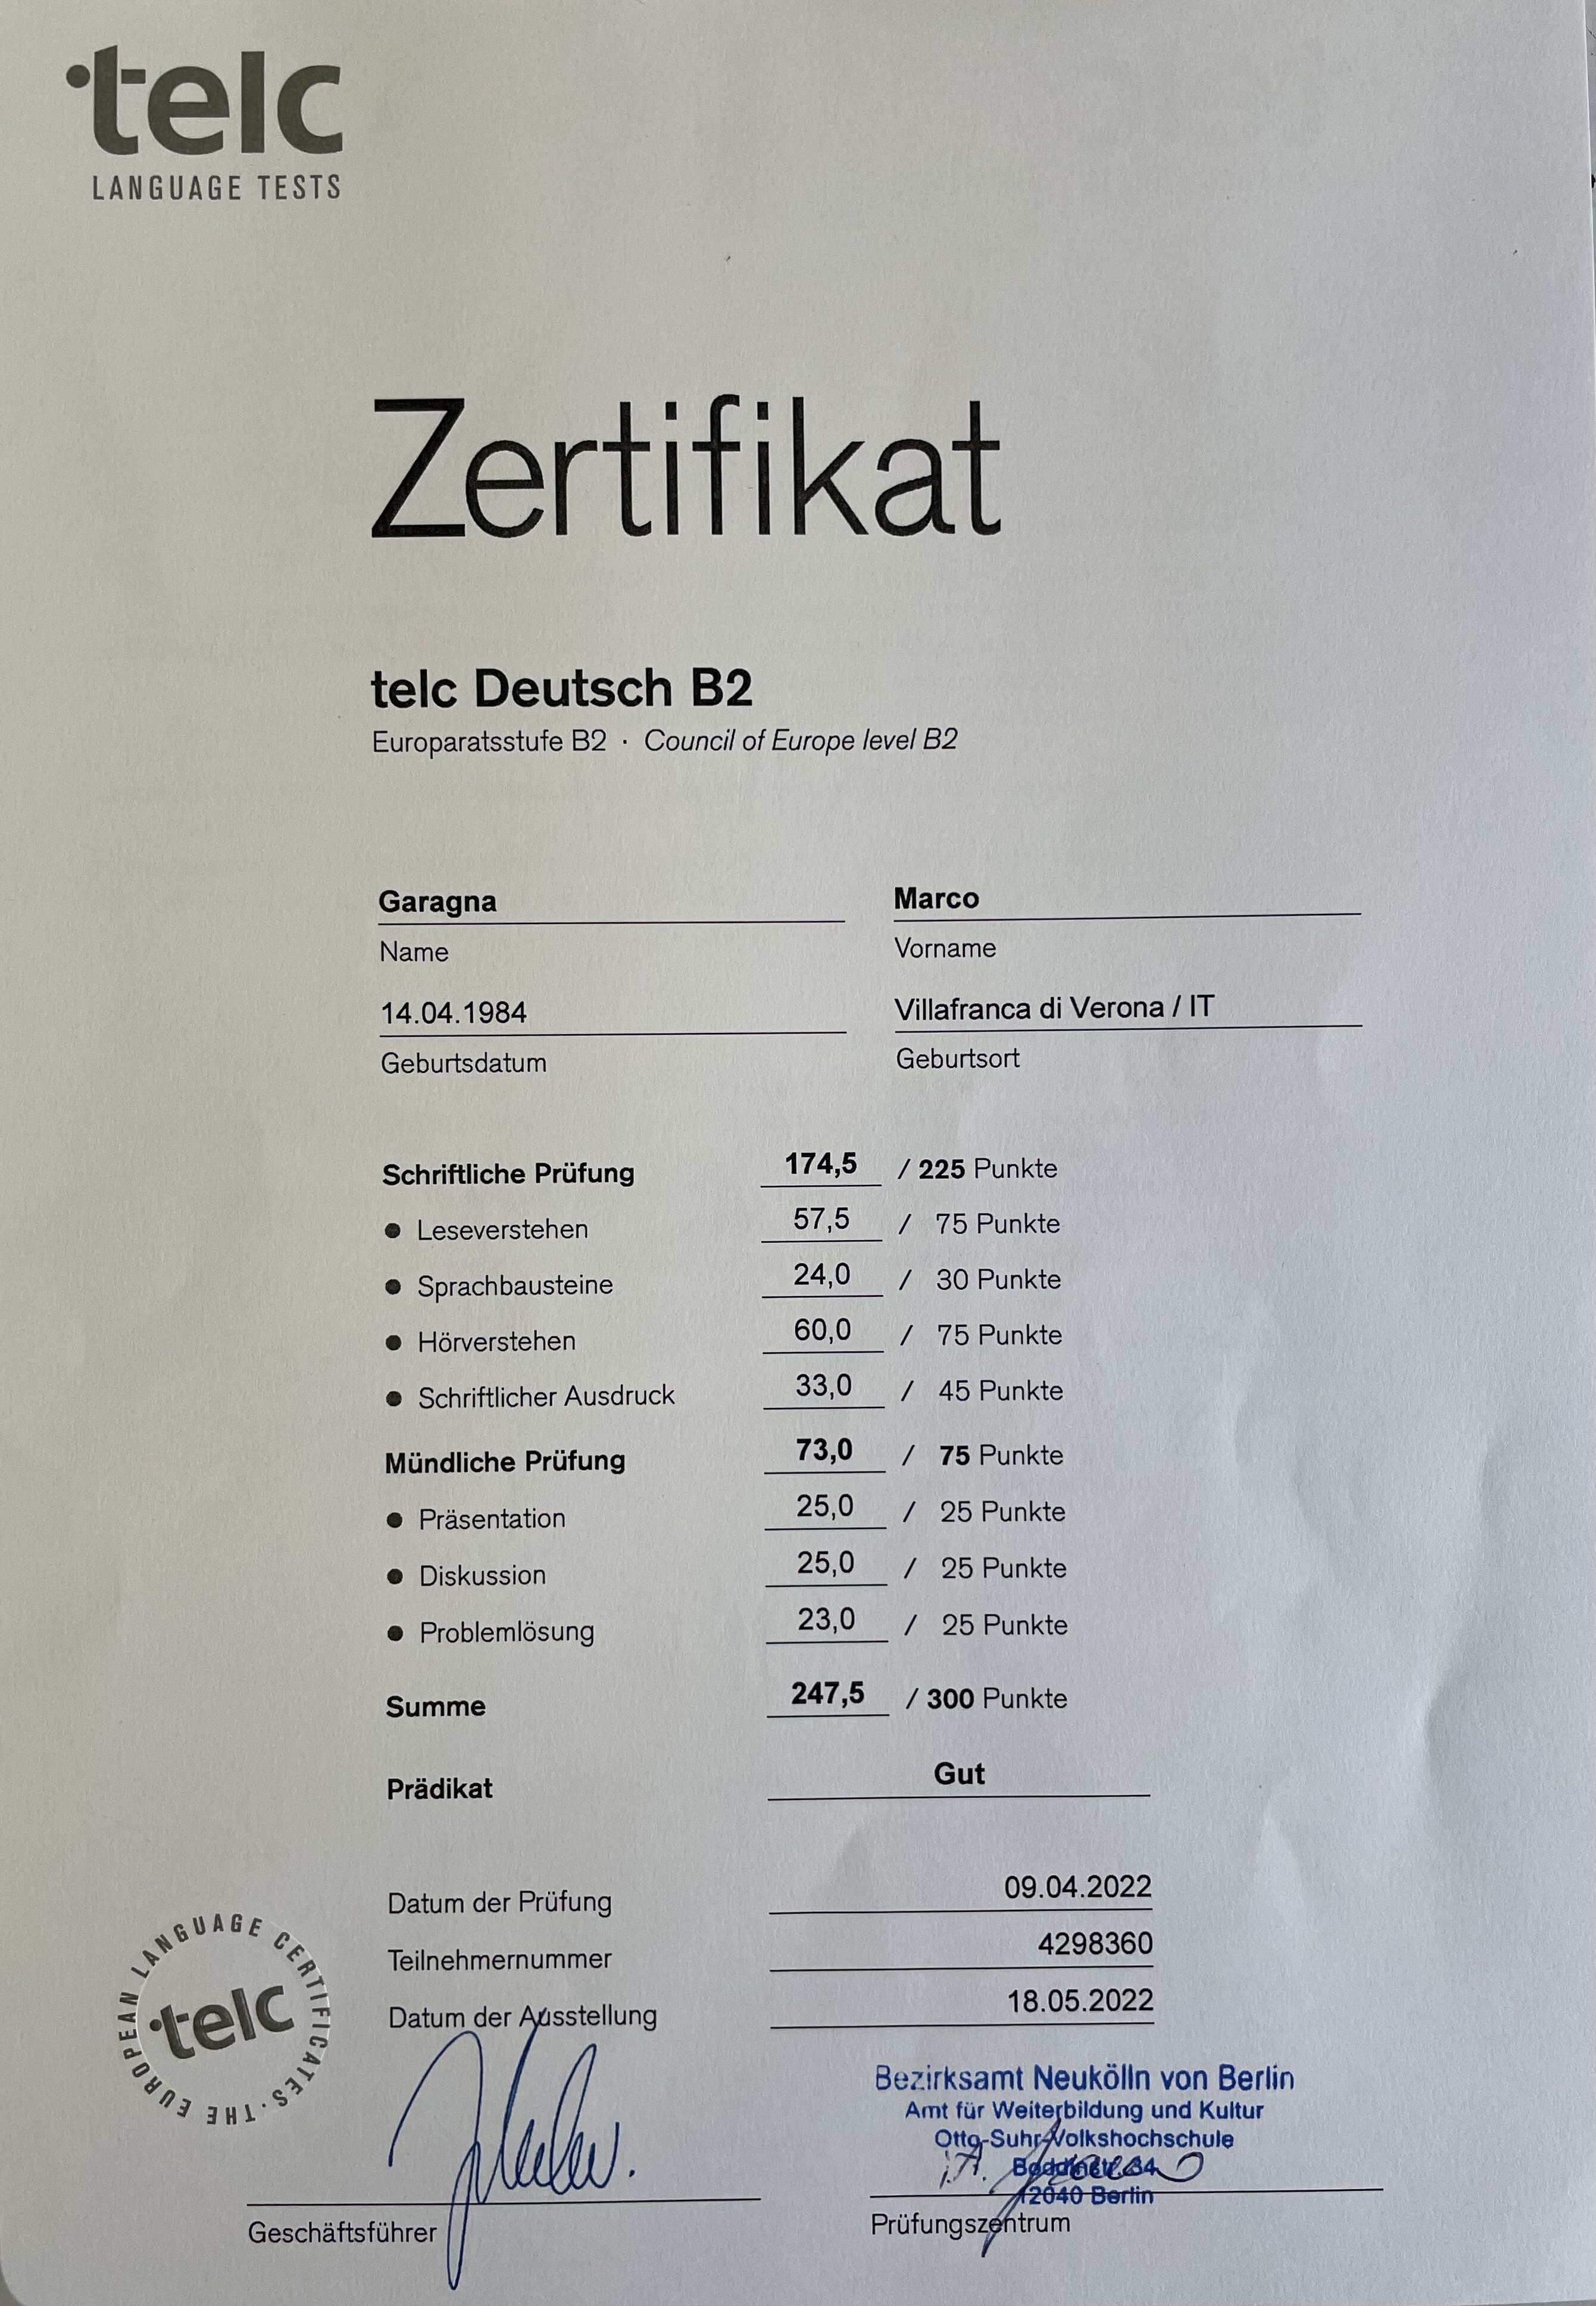 telc
LANGUAGE TESTS
Zertifikat
telc Deutsch B2
Europaratsstufe B2 · Council of Europe level B2
Garagna Marco
Name Vorname
14.04.1984 Villafranca di Verona / IT
Geburtsdatum Geburtsort
Schriftliche Prüfung 174,5 / 225 Punkte
• Leseverstehen 57,5 / 75 Punkte
• Sprachbausteine 24,0 / 30 Punkte
• Hörverstehen 60,0 / 75 Punkte
• Schriftlicher Ausdruck 33,0 / 45 Punkte
Mündliche Prüfung 73,0 / 75 Punkte
• Präsentation 25,0 / 25 Punkte
• Diskussion 25,0 / 25 Punkte
• Problemlösung 23,0 / 25 Punkte
Summe 247,5 / 300 Punkte
Prädikat Gut
Datum der Prüfung 09.04.2022
Teilnehmernummer 4298360
Datum der Ausstellung 18.05.2022
THE EUROPEAN LANGUAGE CERTIFICATES ·
telc
Bezirksamt Neukölln von Berlin
Amt für Weiterbildung und Kultur
Otto-Suhr-Volkshochschule
Boddinstr. 34
12040 Berlin
i.A.
Geschäftsführer Prüfungszentrum